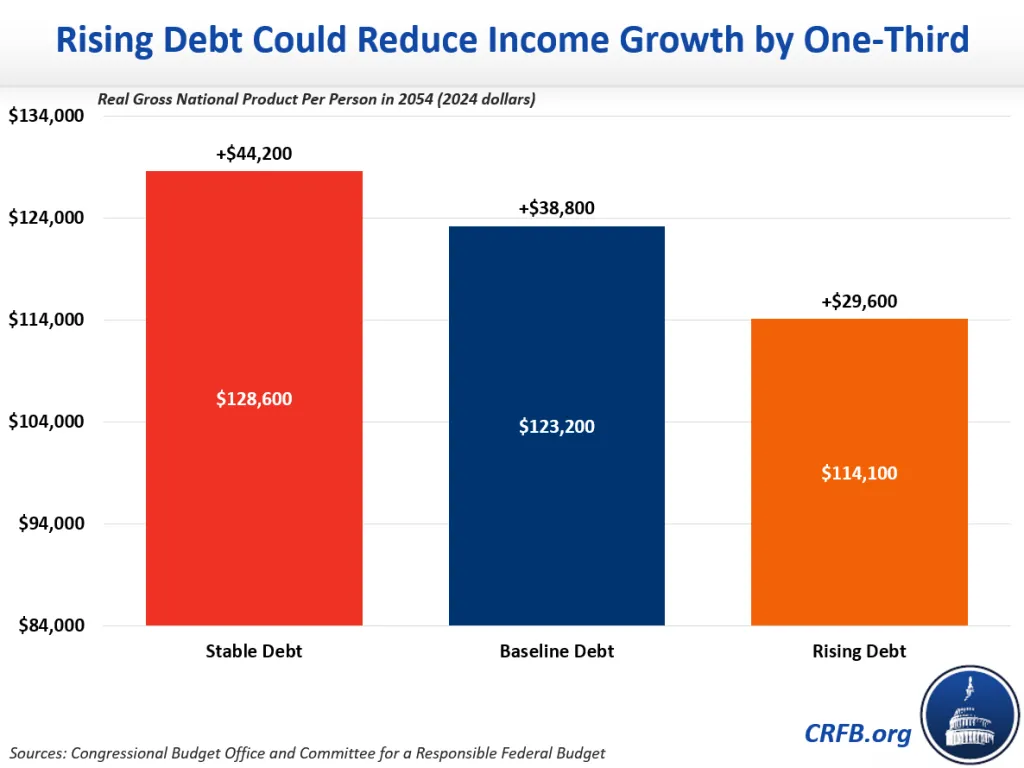 Rising Debt Could Reduce Income Growth by One-Third
Real Gross National Product Per Person in 2054 (2024 dollars)
$134,000
$124,000
$114,000
$104,000
$94,000
$84,000
+$44,200
$128,600
+$38,800
$123,200
+$29,600
$114,100
Stable Debt
Baseline Debt
Rising Debt
CRFB.org
Sources: Congressional Budget Office and Committee for a Responsible Federal Budget